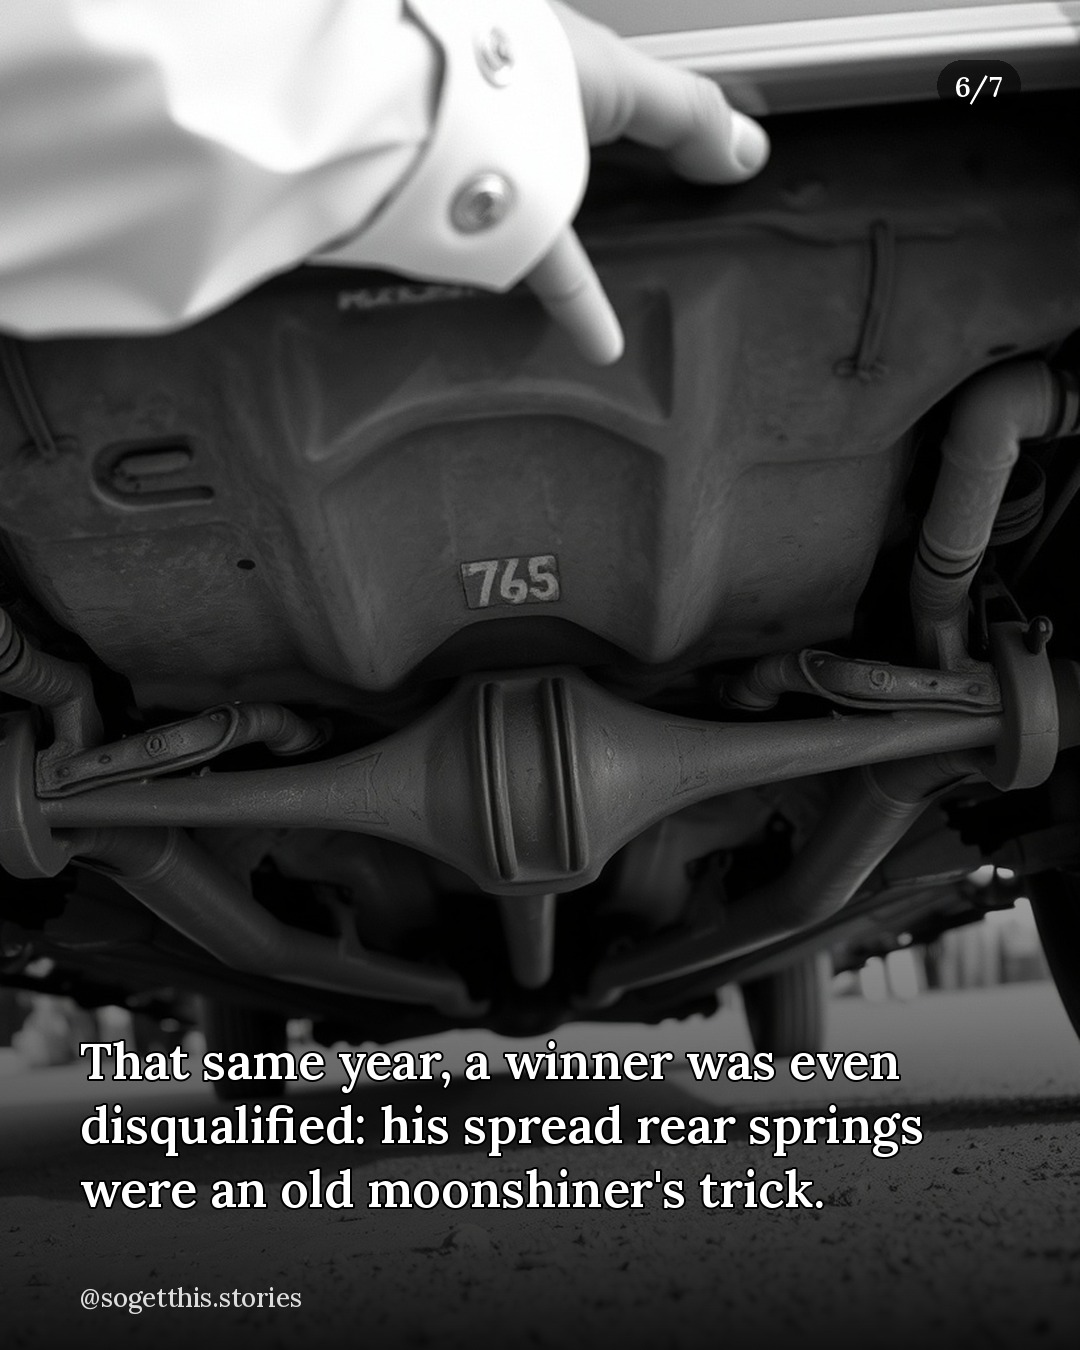 6/7
765
That same year, a winner was even
disqualified: his spread rear springs
were an old moonshiner's trick.
@sogetthis.stories